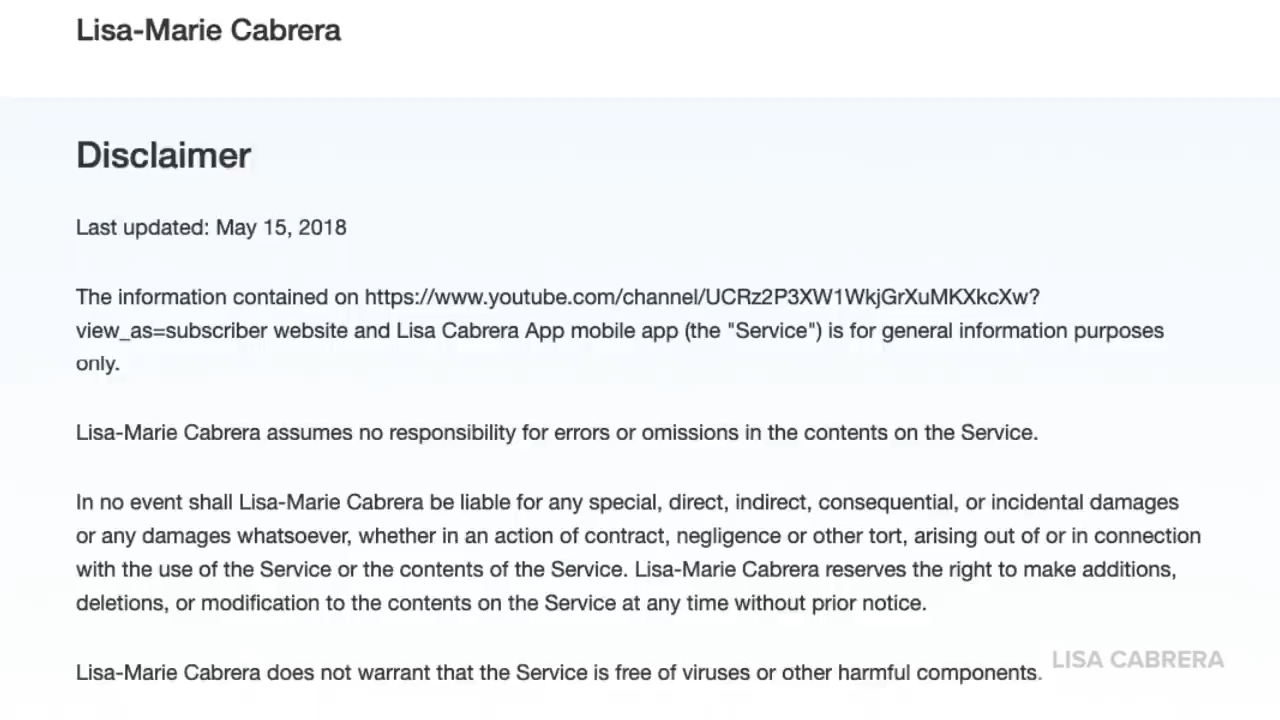 Lisa-Marie Cabrera
Disclaimer
Last updated: May 15, 2018
The information contained on https://www.youtube.com/channel/UCRz2P3XW1WkjGrXuMKXkcXw?
view_as=subscriber website and Lisa Cabrera App mobile app (the "Service") is for general information purposes
only.
Lisa-Marie Cabrera assumes no responsibility for errors or omissions in the contents on the Service.
In no event shall Lisa-Marie Cabrera be liable for any special, direct, indirect, consequential, or incidental damages
or any damages whatsoever, whether in an action of contract, negligence or other tort, arising out of or in connection
with the use of the Service or the contents of the Service. Lisa-Marie Cabrera reserves the right to make additions,
deletions, or modification to the contents on the Service at any time without prior notice.
Lisa-Marie Cabrera does not warrant that the Service is free of viruses or other harmful components.
LISA CABRERA